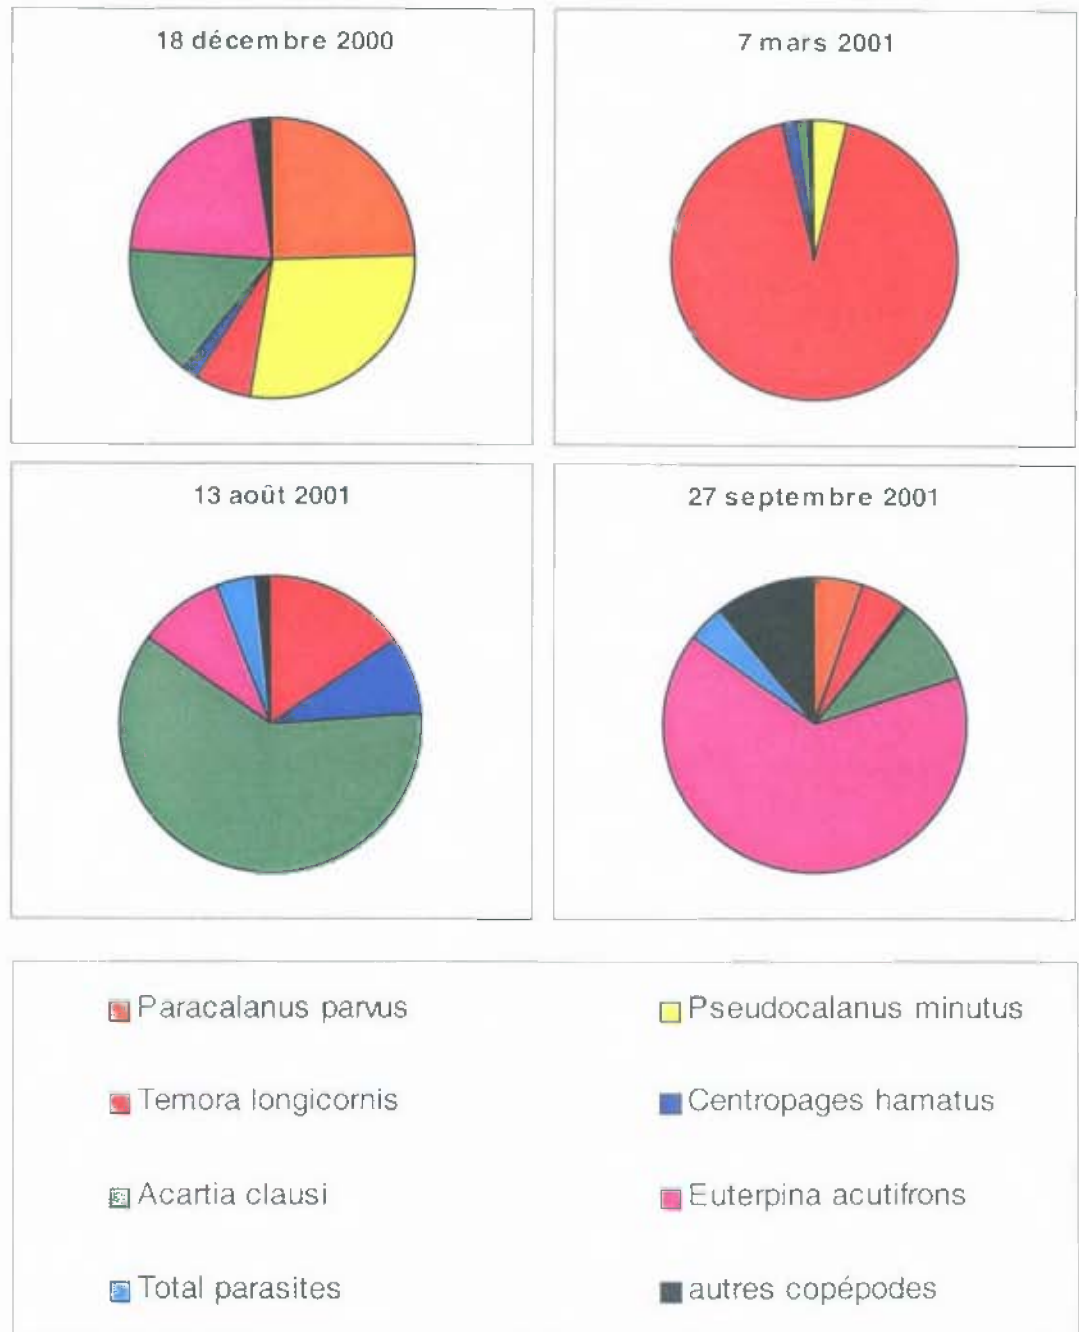 18 décembre 2000
7 mars 2001
13 août 2001
27 septembre 2001
Paracalanus parvus
Pseudocalanus minutus
Temora longicornis
Centropages hamatus
Acartia clausi
Euterpina acutifrons
Total parasites
autres copépodes